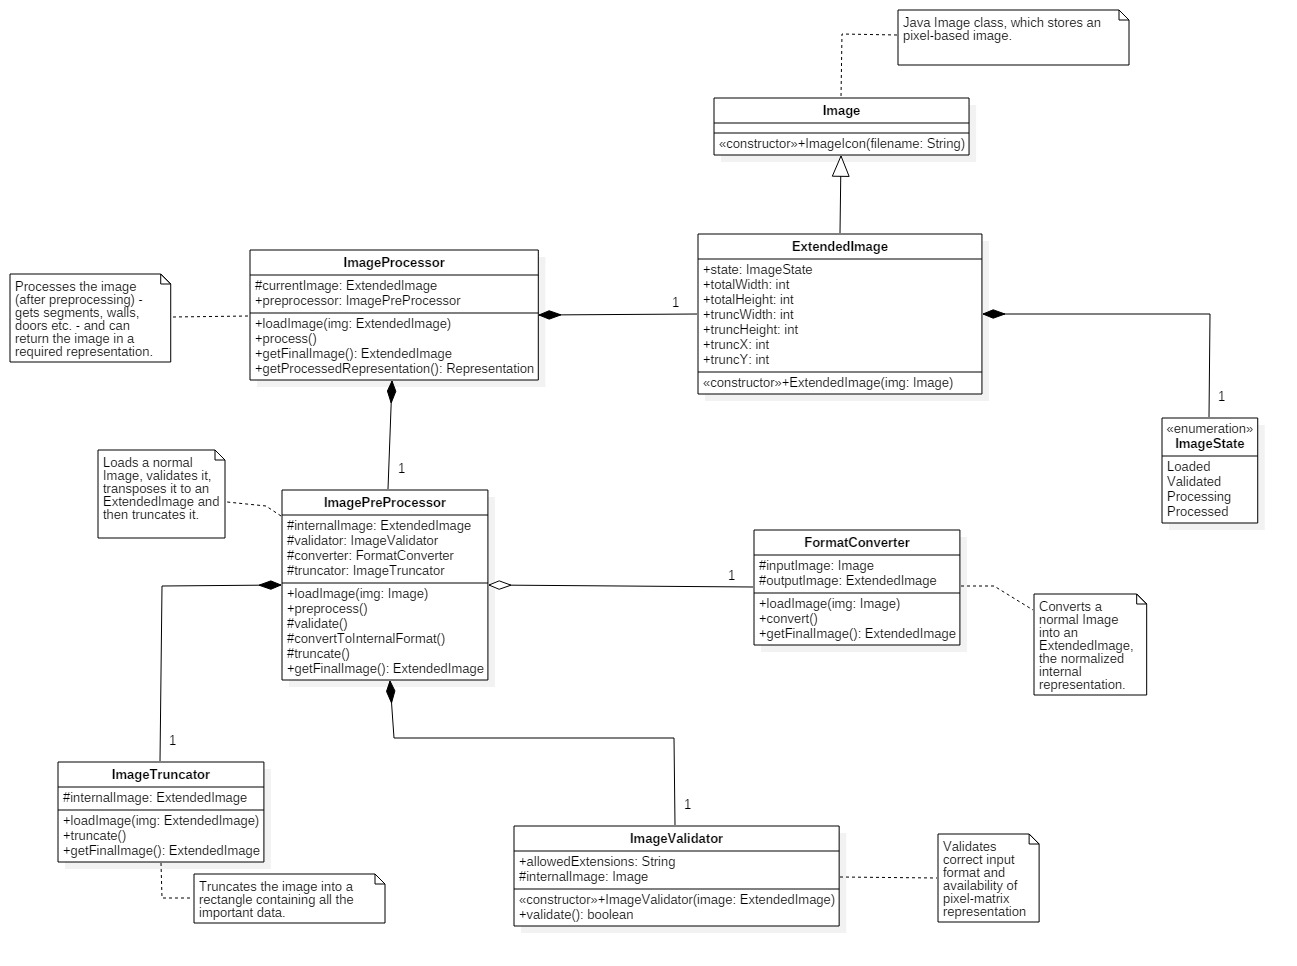 Java Image class, which stores an
pixel-based image.
Image
«constructor»+ImageIcon(filename: String)
ExtendedImage
+state: ImageState
+totalWidth: int
+totalHeight: int
+truncWidth: int
+truncHeight: int
+truncX: int
+truncY: int
«constructor»+ExtendedImage(img: Image)
ImageProcessor
#currentImage: ExtendedImage
+preprocessor: ImagePreProcessor
+loadImage(img: ExtendedImage)
+process()
+getFinalImage(): ExtendedImage
+getProcessedRepresentation(): Representation
Processes the image
(after preprocessing) -
gets segments, walls,
doors etc. - and can
return the image in a
required representation.
1
1
«enumeration»
ImageState
Loaded
Validated
Processing
Processed
1
Loads a normal
Image, validates it,
transposes it to an
ExtendedImage and
then truncates it.
ImagePreProcessor
#internalImage: ExtendedImage
#validator: ImageValidator
#converter: FormatConverter
#truncator: ImageTruncator
+loadImage(img: Image)
+preprocess()
#validate()
#convertToInternalFormat()
#truncate()
+getFinalImage(): ExtendedImage
1
FormatConverter
#inputImage: Image
#outputImage: ExtendedImage
+loadImage(img: Image)
+convert()
+getFinalImage(): ExtendedImage
Converts a
normal Image
into an
ExtendedImage,
the normalized
internal
representation.
1
ImageTruncator
#internalImage: ExtendedImage
+loadImage(img: ExtendedImage)
+truncate()
+getFinalImage(): ExtendedImage
Truncates the image into a
rectangle containing all the
important data.
1
ImageValidator
+allowedExtensions: String
#internalImage: Image
«constructor»+ImageValidator(image: ExtendedImage)
+validate(): boolean
Validates
correct input
format and
availability of
pixel-matrix
representation